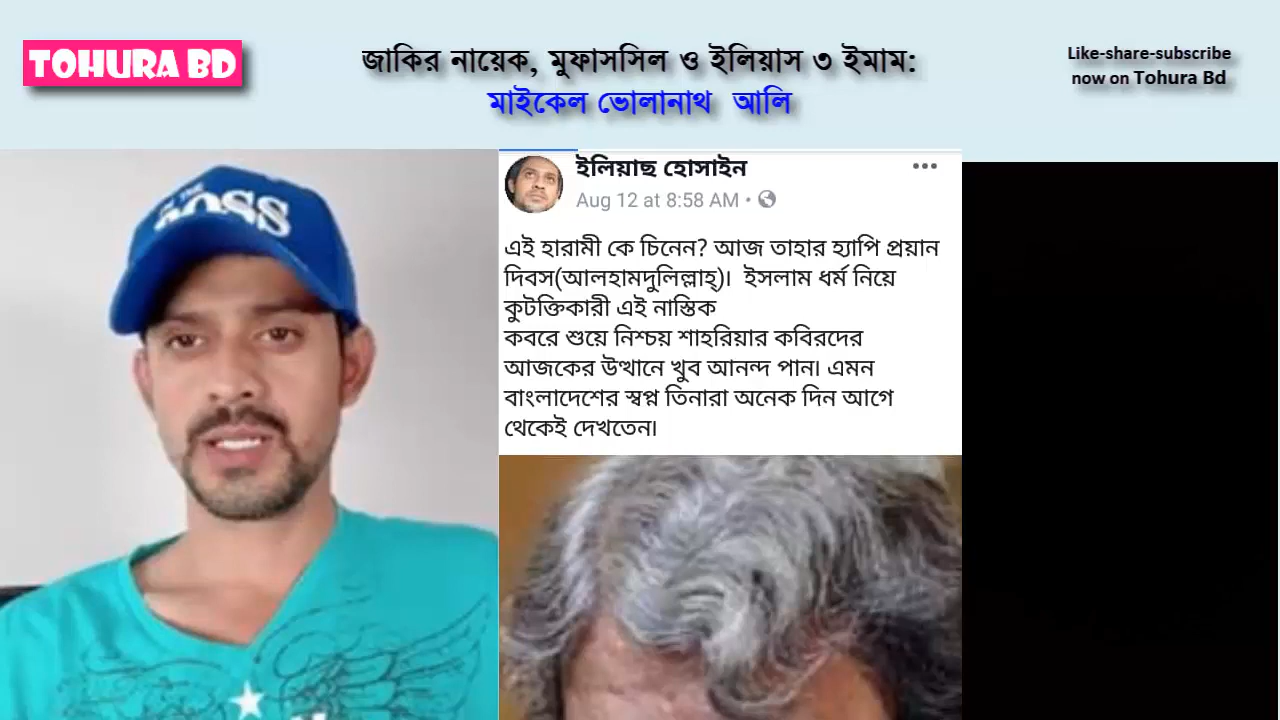 TOHURA BD
জাকির নায়েক, মুফাসসিল ও ইলিয়াস ৩ ইমাম:
মাইকেল ভোলানাথ আলি
Like-share-subscribe
now on Tohura Bd
ইলিয়াছ হোসাইন
Aug 12 at 8:58 AM
এই হারামী কে চিনেন? আজ তাহার হ্যাপি প্রয়ান
দিবস(আলহামদুলিল্লাহ্)। ইসলাম ধর্ম নিয়ে
কুটক্তিকারী এই নাস্তিক
কবরে শুয়ে নিশ্চয় শাহরিয়ার কবিরদের
আজকের উত্থানে খুব আনন্দ পান। এমন
বাংলাদেশের স্বপ্ন তিনারা অনেক দিন আগে
থেকেই দেখতেন।
THE
BOSS